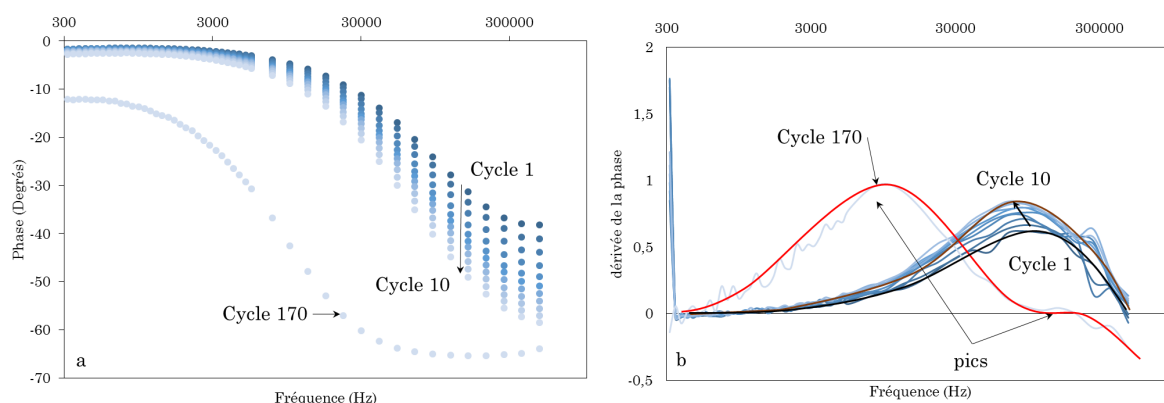 300 3000 30000 300000
0
-10
-20
-30
-40
-50
-60
-70
Phase (Degrés)
Cycle 1
Cycle 10
Cycle 170
a
Fréquence (Hz)
300 3000 30000 300000
2
1,5
1
0,5
0
-0,5
dérivée de la phase
Cycle 170
Cycle 10
Cycle 1
pics
b
Fréquence (Hz)